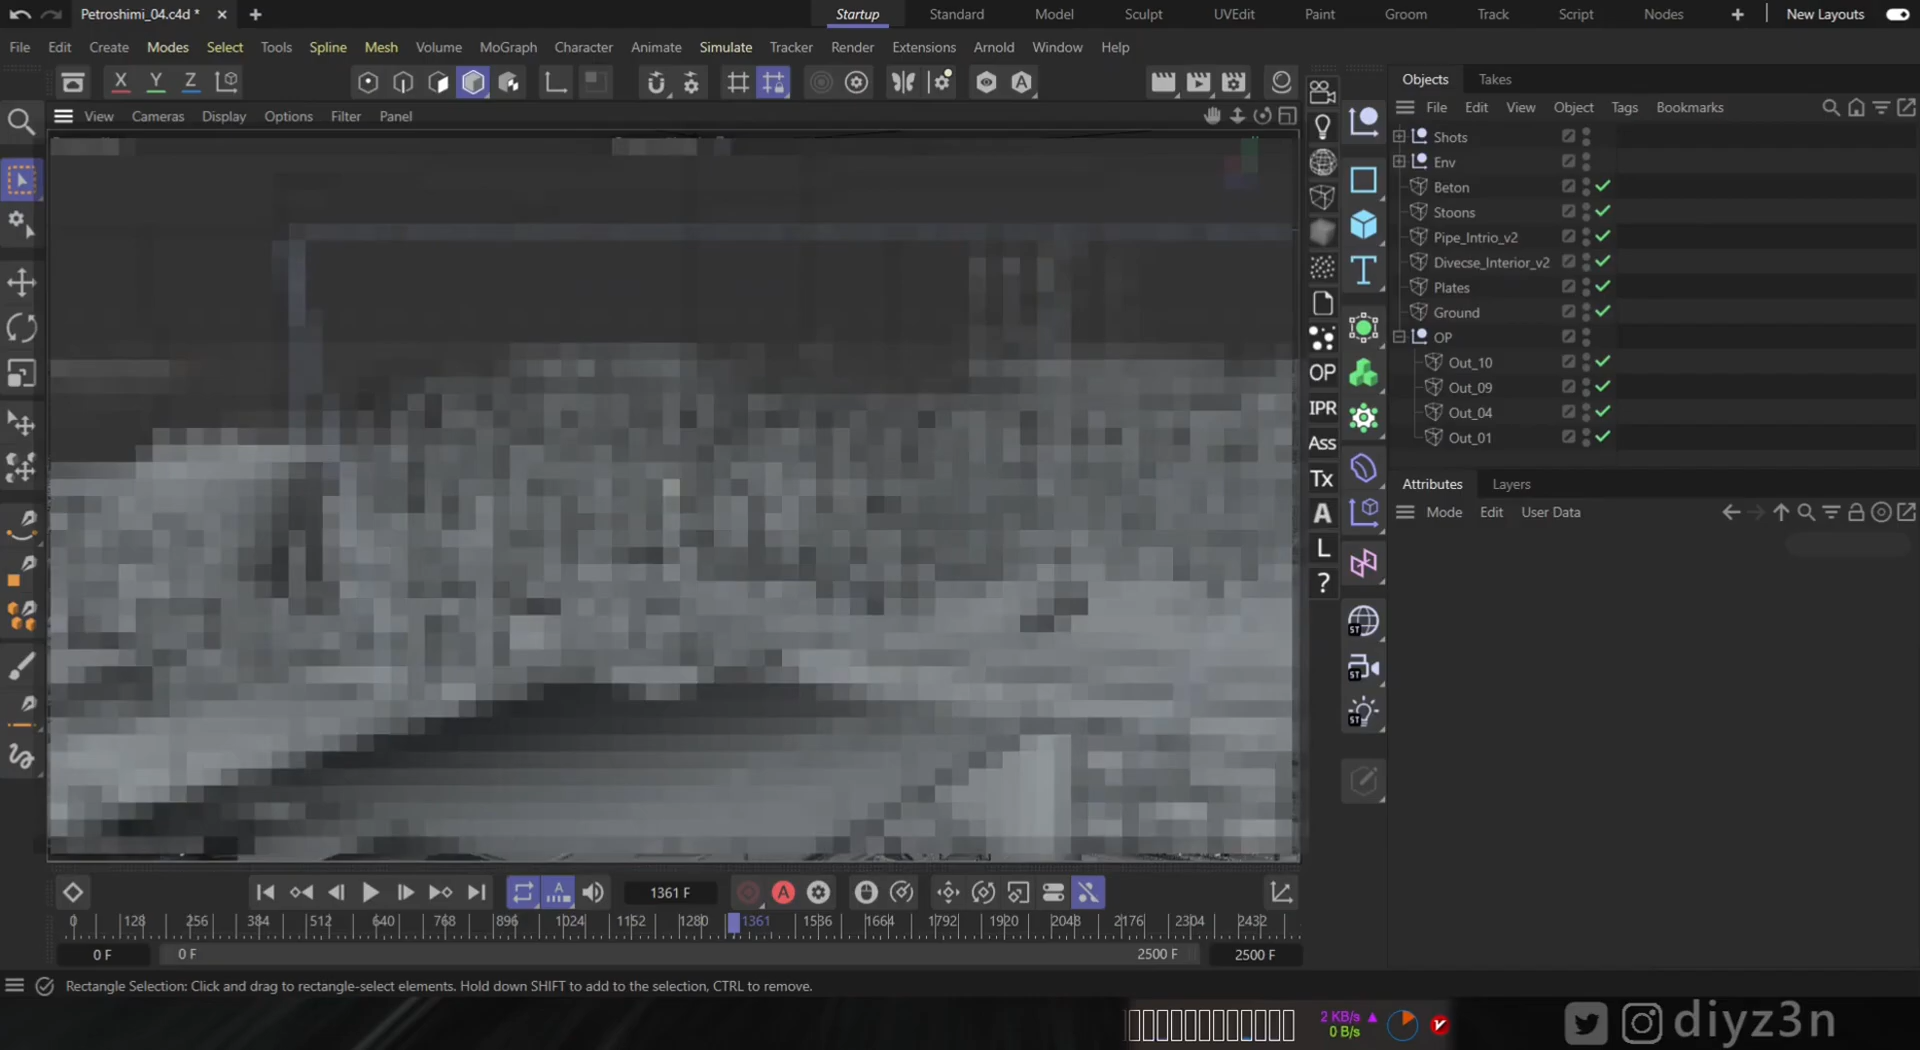 Petroshimi_04.c4d *
Startup
Standard
Model
Sculpt
UVEdit
Paint
Groom
Track
Script
Nodes
New Layouts
File Edit Create Modes Select Tools Spline Mesh Volume MoGraph Character Animate Simulate Tracker Render Extensions Arnold Window Help
X Y Z
A
View Cameras Display Options Filter Panel
Objects Takes
File Edit View Object Tags Bookmarks
Shots
Env
Beton
Stoons
Pipe_Intrio_v2
Divecse_Interior_v2
Plates
Ground
OP
Out_10
Out_09
Out_04
Out_01
OP
IPR
Ass
Tx
A
L
?
T
ST
ST
ST
Attributes Layers
Mode Edit User Data
A
1361 F
A
0 128 256 384 512 640 768 896 1024 1152 1280 1361 1536 1664 1792 1920 2048 2176 2304 2432
0 F
0 F
2500 F
2500 F
Rectangle Selection: Click and drag to rectangle-select elements. Hold down SHIFT to add to the selection, CTRL to remove.
2 KB/s
0 B/s
diyz3n